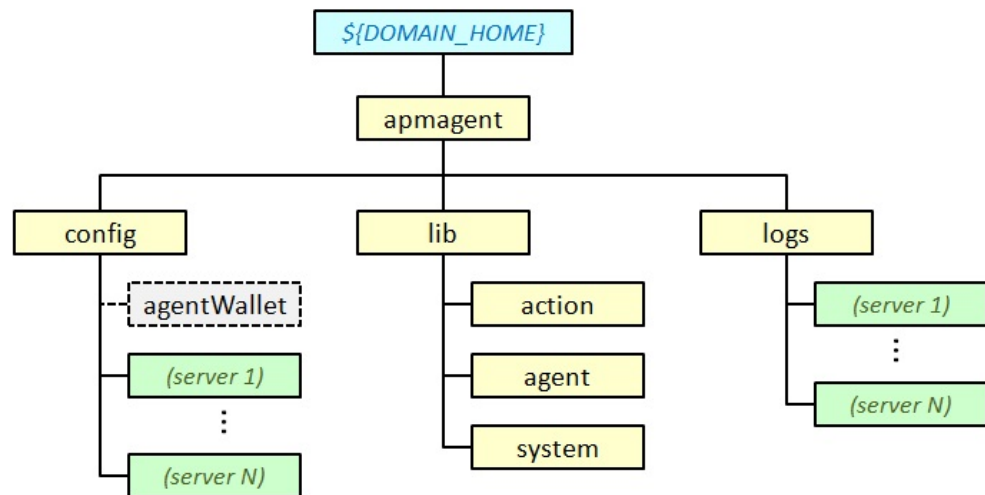 ${DOMAIN_HOME}
apmagent
config
lib
logs
agentWallet
action
(server 1)
(server 1)
agent
(server N)
(server N)
system